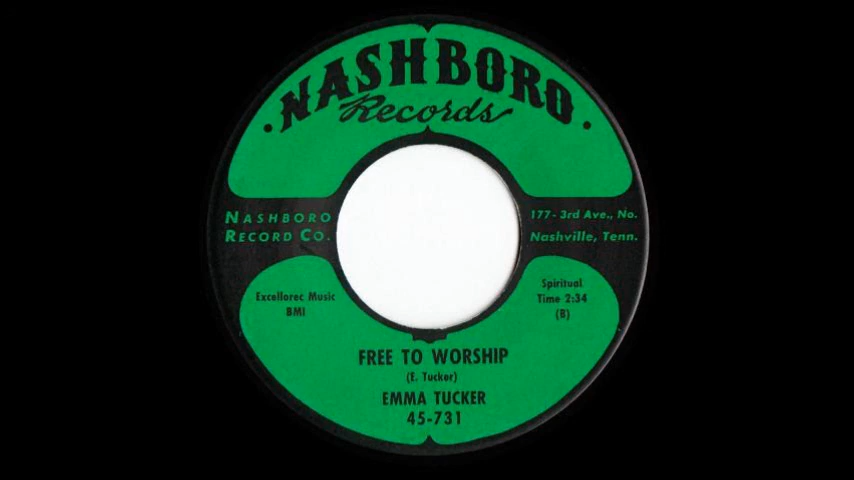 NASHBORO
Records
NASHBORO
RECORD CO.
177-3rd Ave., No.
Nashville, Tenn.
Excellorec Music
BMI
Spiritual
Time 2:34
(B)
FREE TO WORSHIP
(E. Tucker)
EMMA TUCKER
45-731